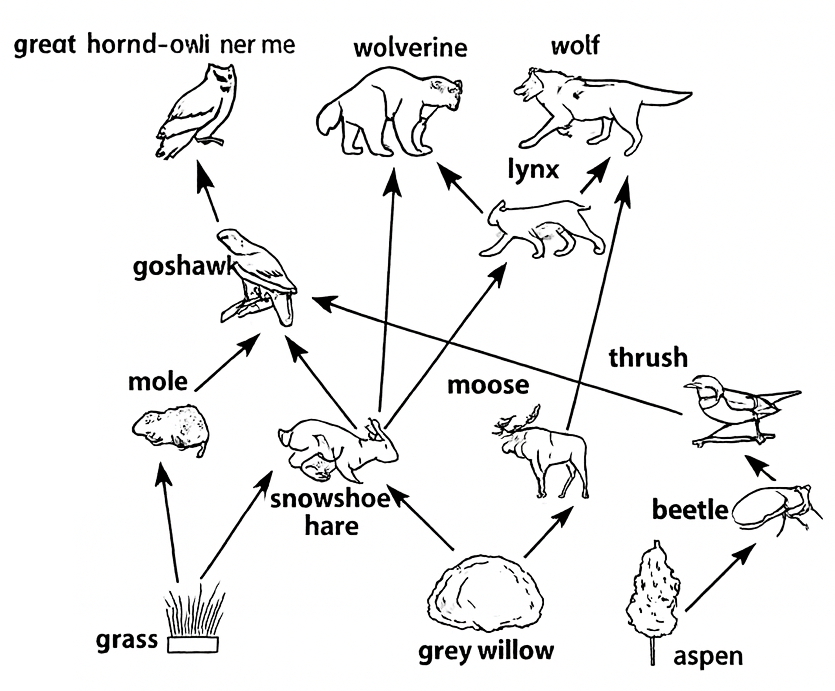 great hornd-owli ner me
wolverine
wolf
lynx
goshawk
thrush
mole
moose
snowshoe
hare
beetle
grass
grey willow
aspen